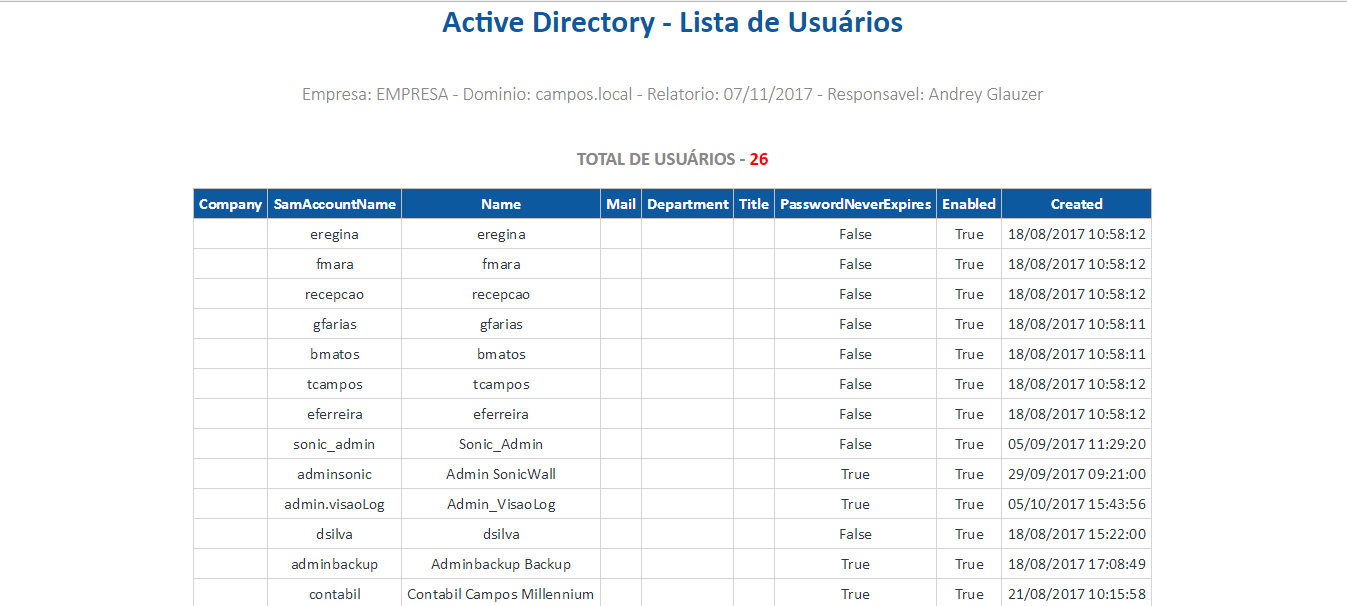 Active Directory - Lista de Usuários
Empresa: EMPRESA - Dominio: campos.local - Relatorio: 07/11/2017 - Responsavel: Andrey Glauzer
TOTAL DE USUÁRIOS - 26
Company SamAccountName Name Mail Department Title PasswordNeverExpires Enabled Created
eregina eregina False True 18/08/2017 10:58:12
fmara fmara False True 18/08/2017 10:58:12
recepcao recepcao False True 18/08/2017 10:58:12
gfarias gfarias False True 18/08/2017 10:58:11
bmatos bmatos False True 18/08/2017 10:58:11
tcampos tcampos False True 18/08/2017 10:58:12
eferreira eferreira False True 18/08/2017 10:58:12
sonic_admin Sonic_Admin False True 05/09/2017 11:29:20
adminsonic Admin SonicWall True True 29/09/2017 09:21:00
admin.visaoLog Admin_VisaoLog True True 05/10/2017 15:43:56
dsilva dsilva False True 18/08/2017 15:22:00
adminbackup Adminbackup Backup True True 18/08/2017 17:08:49
contabil Contabil Campos Millennium True True 21/08/2017 10:15:58